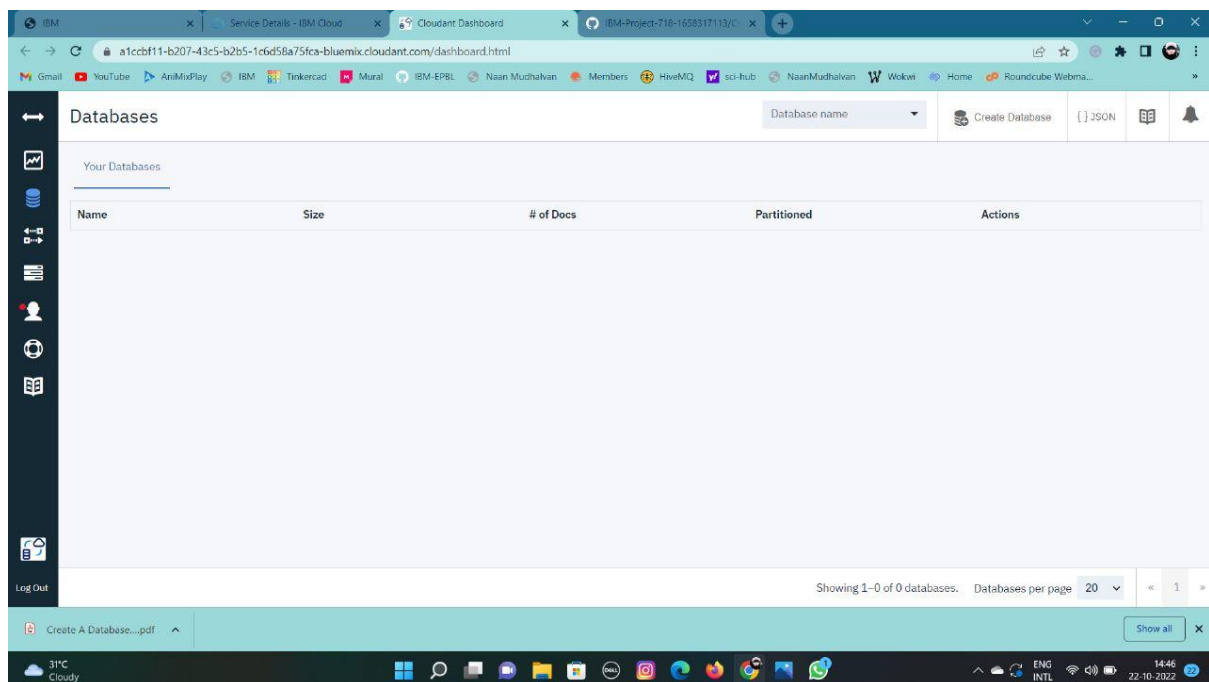 IBM
Service Details - IBM Cloud
Cloudant Dashboard
IBM-Project-718-1658317113/C
a1ccbf11-b207-43c5-b2b5-1c6d58a75fca-bluemix.cloudant.com/dashboard.html
Gmail YouTube AniMixPlay IBM Tinkercad Mural IBM-EPBL Naan Mudhalvan Members HiveMQ sci-hub NaanMudhalvan Wokwi Home Roundcube Webma... »
Databases
Database name
Create Database
{ } JSON
Your Databases
Name Size # of Docs Partitioned Actions
Log Out
Showing 1–0 of 0 databases. Databases per page 20 « 1 »
Create A Database....pdf
Show all
31°C
Cloudy
ENG
INTL
14:46
22-10-2022
22